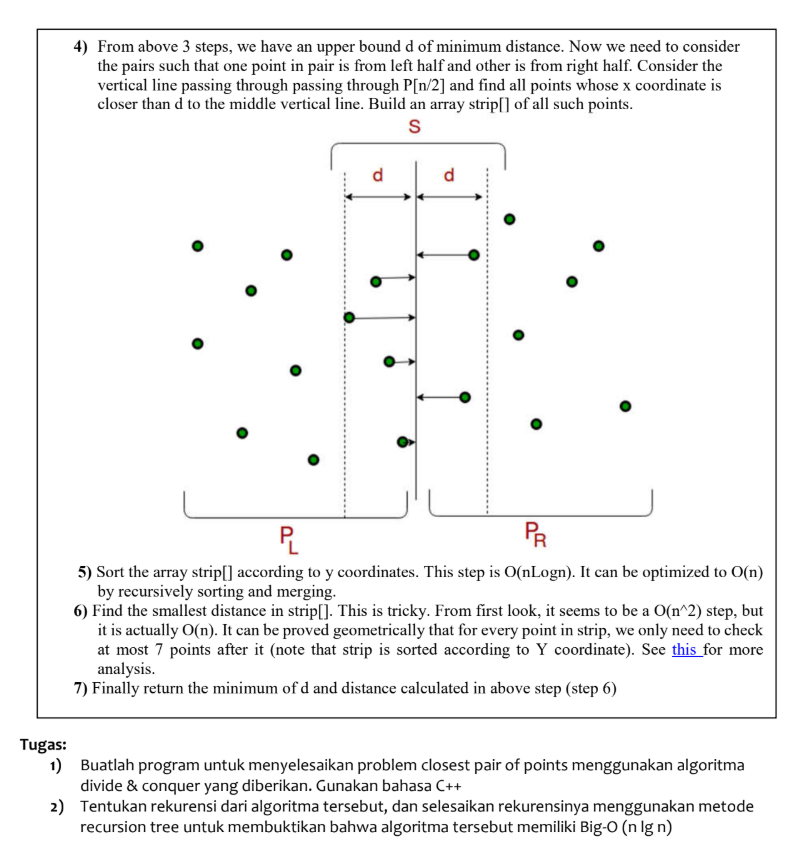 4) From above 3 steps, we have an upper bound d of minimum distance. Now we need to consider
the pairs such that one point in pair is from left half and other is from right half. Consider the
vertical line passing through passing through P[n/2] and find all points whose x coordinate is
closer than d to the middle vertical line. Build an array strip[] of all such points.
S
d d
P_L P_R
5) Sort the array strip[] according to y coordinates. This step is O(nLogn). It can be optimized to O(n)
by recursively sorting and merging.
6) Find the smallest distance in strip[]. This is tricky. From first look, it seems to be a O(n^2) step, but
it is actually O(n). It can be proved geometrically that for every point in strip, we only need to check
at most 7 points after it (note that strip is sorted according to Y coordinate). See this for more
analysis.
7) Finally return the minimum of d and distance calculated in above step (step 6)
Tugas:
1) Buatlah program untuk menyelesaikan problem closest pair of points menggunakan algoritma
divide & conquer yang diberikan. Gunakan bahasa C++
2) Tentukan rekurensi dari algoritma tersebut, dan selesaikan rekurensinya menggunakan metode
recursion tree untuk membuktikan bahwa algoritma tersebut memiliki Big-O (n lg n)